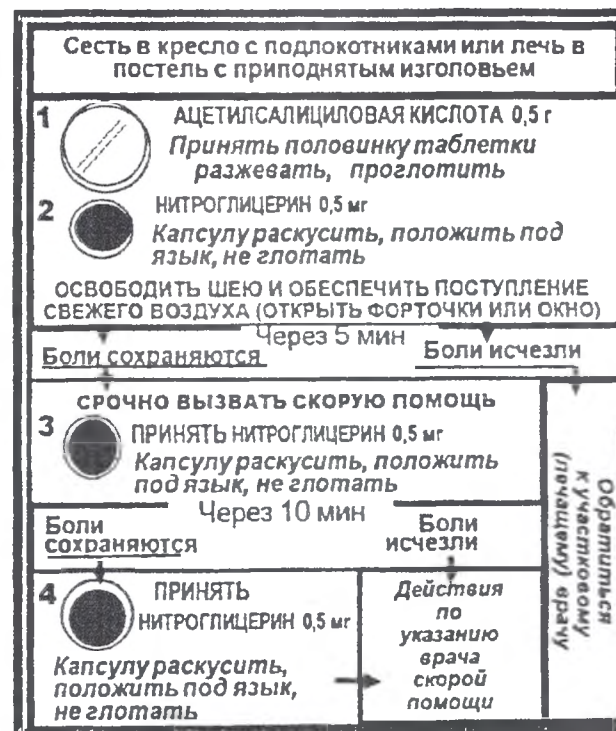 Сесть в кресло с подлокотниками или лечь в
постель с приподнятым изголовьем
1
АЦЕТИЛСАЛИЦИЛОВАЯ КИСЛОТА 0,5 г
Принять половинку таблетки
разжевать, проглотить
2
НИТРОГЛИЦЕРИН 0,5 мг
Капсулу раскусить, положить под
язык, не глотать
ОСВОБОДИТЬ ШЕЮ И ОБЕСПЕЧИТЬ ПОСТУПЛЕНИЕ
СВЕЖЕГО ВОЗДУХА (ОТКРЫТЬ ФОРТОЧКИ ИЛИ ОКНО)
Через 5 мин
Боли сохраняются
Боли исчезли
СРОЧНО ВЫЗВАТЬ СКОРУЮ ПОМОЩЬ
3
ПРИНЯТЬ НИТРОГЛИЦЕРИН 0,5 мг
Капсулу раскусить, положить
под язык, не глотать
Через 10 мин
Боли
сохраняются
Боли
исчезли
4
ПРИНЯТЬ
НИТРОГЛИЦЕРИН 0,5 мг
Капсулу раскусить,
положить под язык,
не глотать
Действия
по
указанию
врача
скорой
помощи
Обратиться
к участковому
(лечащему) врачу